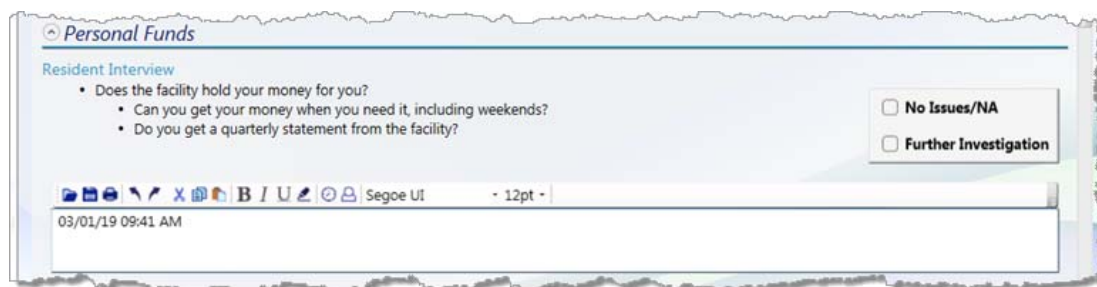 Personal Funds
Resident Interview
• Does the facility hold your money for you?
• Can you get your money when you need it, including weekends?
• Do you get a quarterly statement from the facility?
No Issues/NA
Further Investigation
B I U Segoe UI 12pt
03/01/19 09:41 AM